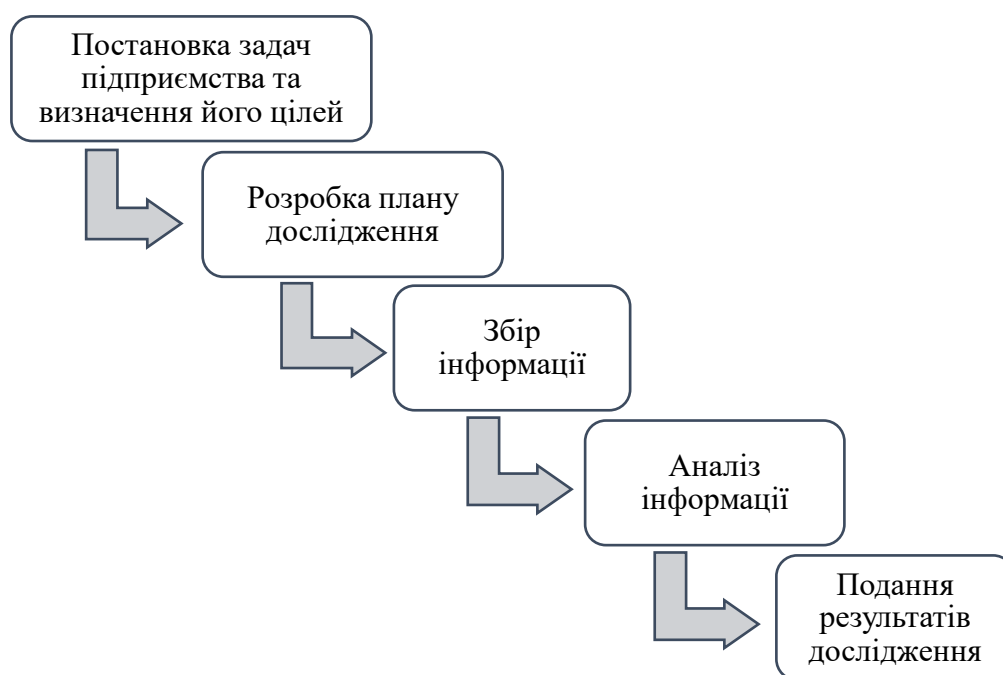 Постановка задач
підприємства та
визначення його цілей
Розробка плану
дослідження
Збір
інформації
Аналіз
інформації
Подання
результатів
дослідження